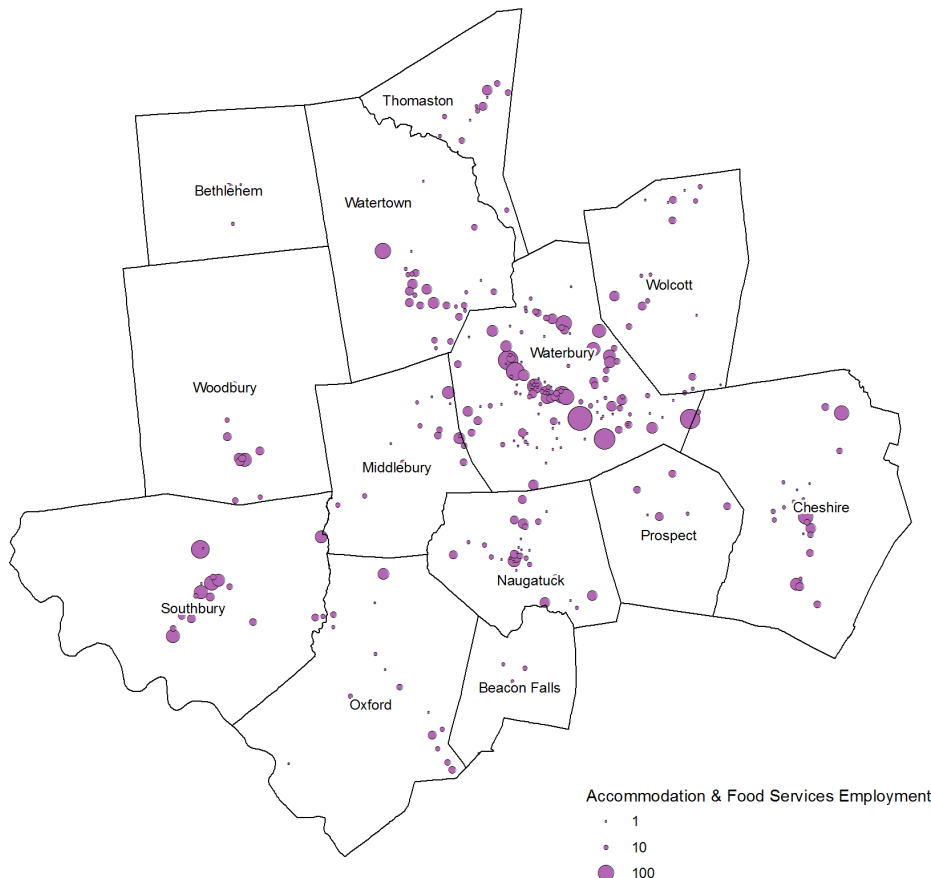 Thomaston
Bethlehem
Watertown
Wolcott
Waterbury
Woodbury
Middlebury
Cheshire
Prospect
Naugatuck
Southbury
Beacon Falls
Oxford
Accommodation & Food Services Employment
1
10
100